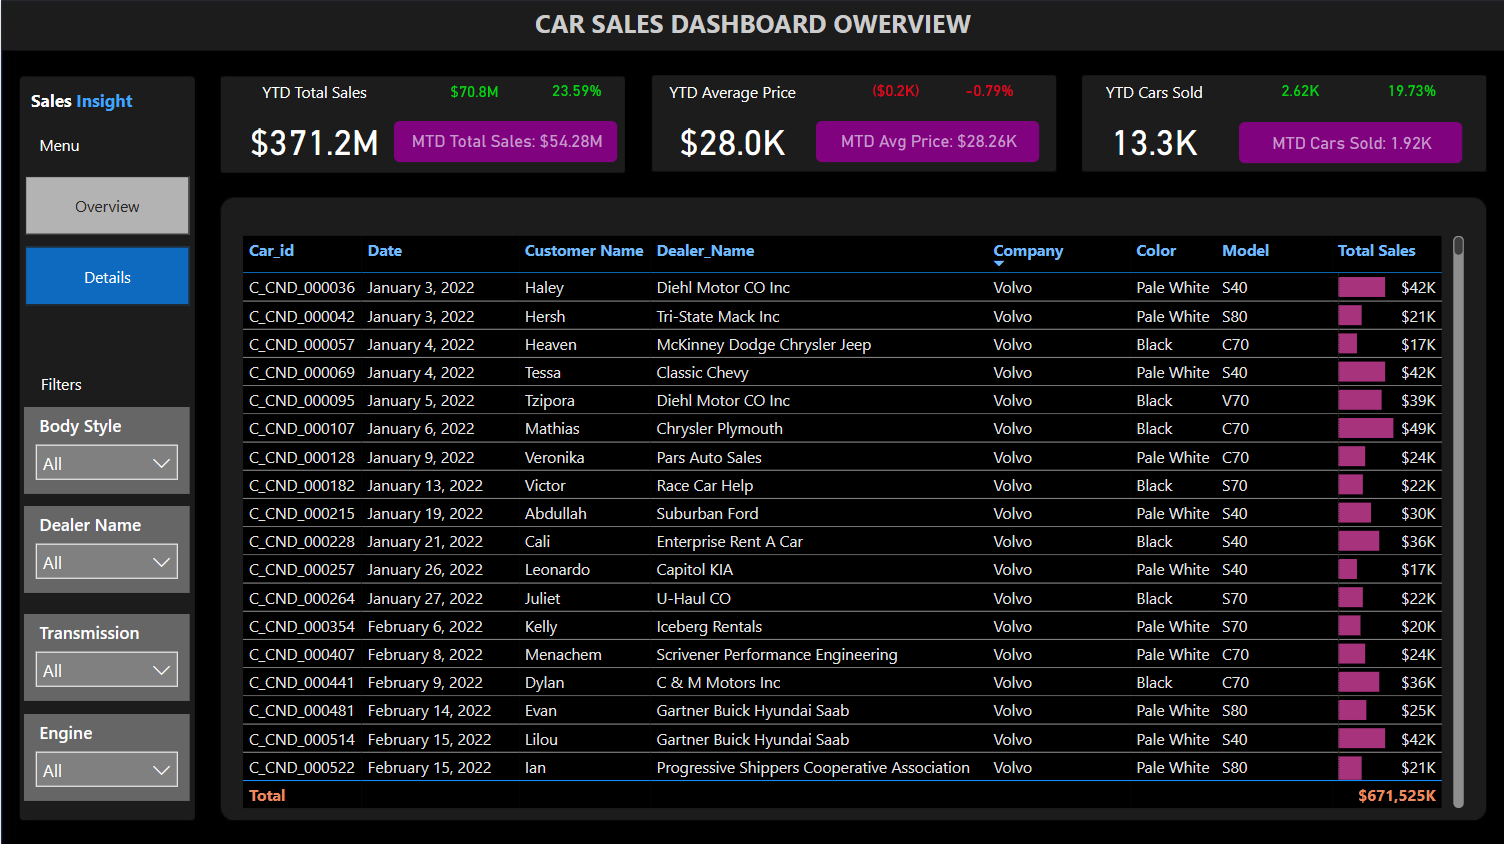 CAR SALES DASHBOARD OWERVIEW
Sales Insight
Menu
Overview
Details
Filters
Body Style
All
Dealer Name
All
Transmission
All
Engine
All
YTD Total Sales $70.8M 23.59%
$371.2M MTD Total Sales: $54.28M
YTD Average Price ($0.2K) -0.79%
$28.0K MTD Avg Price: $28.26K
YTD Cars Sold 2.62K 19.73%
13.3K MTD Cars Sold: 1.92K
Car_id Date Customer Name Dealer_Name Company Color Model Total Sales
C_CND_000036 January 3, 2022 Haley Diehl Motor CO Inc Volvo Pale White S40 $42K
C_CND_000042 January 3, 2022 Hersh Tri-State Mack Inc Volvo Pale White S80 $21K
C_CND_000057 January 4, 2022 Heaven McKinney Dodge Chrysler Jeep Volvo Black C70 $17K
C_CND_000069 January 4, 2022 Tessa Classic Chevy Volvo Pale White S40 $42K
C_CND_000095 January 5, 2022 Tzipora Diehl Motor CO Inc Volvo Black V70 $39K
C_CND_000107 January 6, 2022 Mathias Chrysler Plymouth Volvo Black C70 $49K
C_CND_000128 January 9, 2022 Veronika Pars Auto Sales Volvo Pale White C70 $24K
C_CND_000182 January 13, 2022 Victor Race Car Help Volvo Black S70 $22K
C_CND_000215 January 19, 2022 Abdullah Suburban Ford Volvo Pale White S40 $30K
C_CND_000228 January 21, 2022 Cali Enterprise Rent A Car Volvo Black S40 $36K
C_CND_000257 January 26, 2022 Leonardo Capitol KIA Volvo Pale White S40 $17K
C_CND_000264 January 27, 2022 Juliet U-Haul CO Volvo Black S70 $22K
C_CND_000354 February 6, 2022 Kelly Iceberg Rentals Volvo Pale White S70 $20K
C_CND_000407 February 8, 2022 Menachem Scrivener Performance Engineering Volvo Pale White C70 $24K
C_CND_000441 February 9, 2022 Dylan C & M Motors Inc Volvo Black C70 $36K
C_CND_000481 February 14, 2022 Evan Gartner Buick Hyundai Saab Volvo Pale White S80 $25K
C_CND_000514 February 15, 2022 Lilou Gartner Buick Hyundai Saab Volvo Pale White S40 $42K
C_CND_000522 February 15, 2022 Ian Progressive Shippers Cooperative Association Volvo Pale White S80 $21K
Total $671,525K